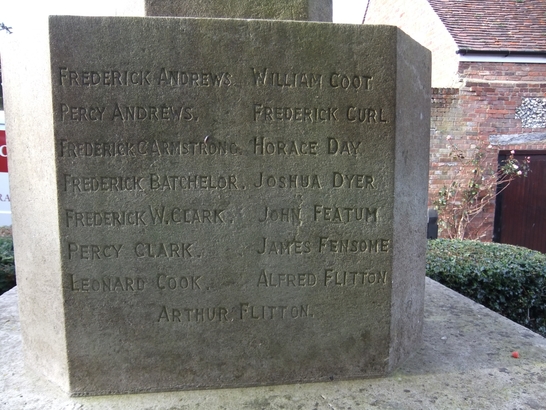 FREDERICK ANDREWS. WILLIAM COOT.
PERCY ANDREWS. FREDERICK CURL
FREDERICK C ARMSTRONG. HORACE DAY.
FREDERICK BATCHELOR. JOSHUA DYER
FREDERICK W. CLARK. JOHN FEATUM
PERCY CLARK. JAMES FENSOME
LEONARD COOK. ALFRED FLITTON.
ARTHUR. FLITTON.